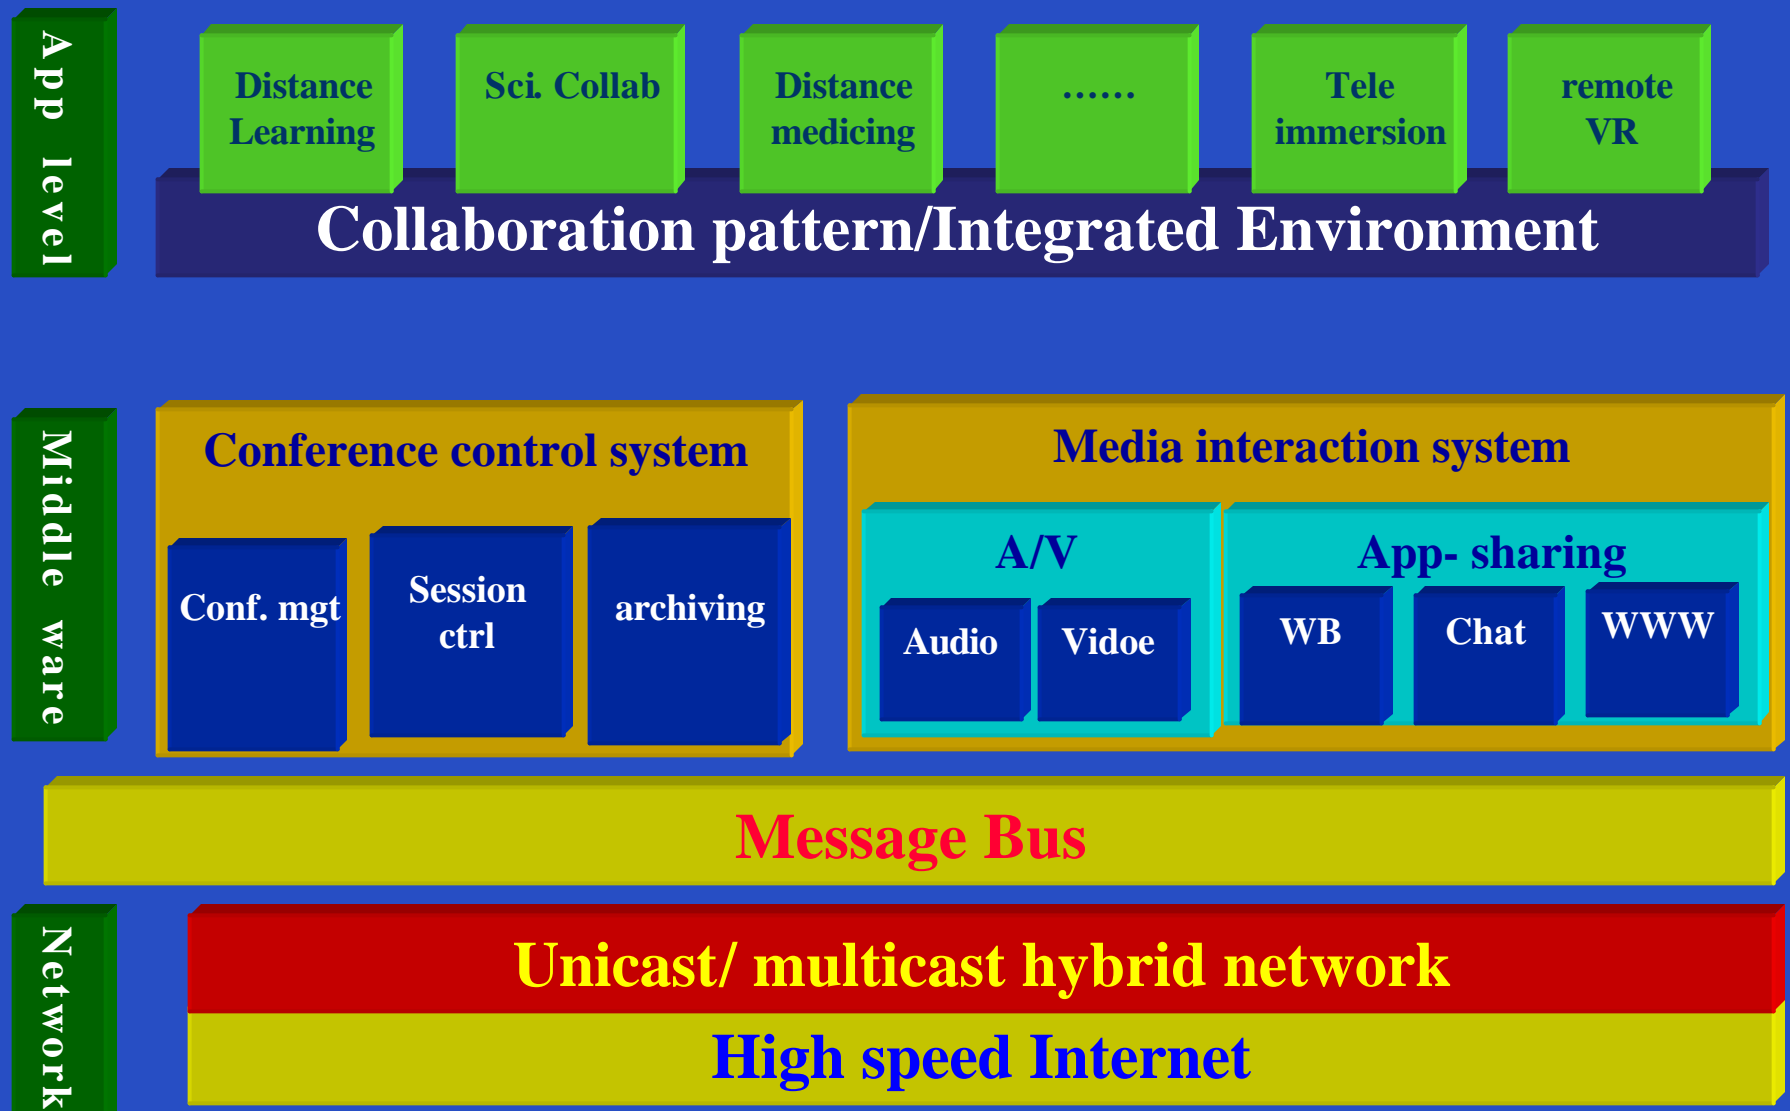 App level
Distance
Learning
Sci. Collab
Distance
medicing
......
Tele
immersion
remote
VR
Collaboration pattern/Integrated Environment
Middle ware
Conference control system
Conf. mgt
Session
ctrl
archiving
Media interaction system
A/V
Audio
Vidoe
App- sharing
WB
Chat
WWW
Message Bus
Network
Unicast/ multicast hybrid network
High speed Internet